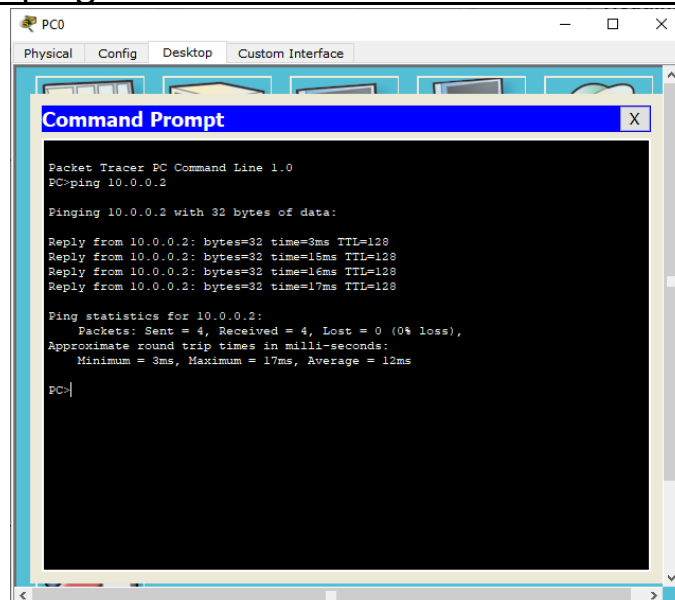 PC0
Physical Config Desktop Custom Interface
Command Prompt
X
Packet Tracer PC Command Line 1.0
PC>ping 10.0.0.2
Pinging 10.0.0.2 with 32 bytes of data:
Reply from 10.0.0.2: bytes=32 time=3ms TTL=128
Reply from 10.0.0.2: bytes=32 time=15ms TTL=128
Reply from 10.0.0.2: bytes=32 time=16ms TTL=128
Reply from 10.0.0.2: bytes=32 time=17ms TTL=128
Ping statistics for 10.0.0.2:
Packets: Sent = 4, Received = 4, Lost = 0 (0% loss),
Approximate round trip times in milli-seconds:
Minimum = 3ms, Maximum = 17ms, Average = 12ms
PC>